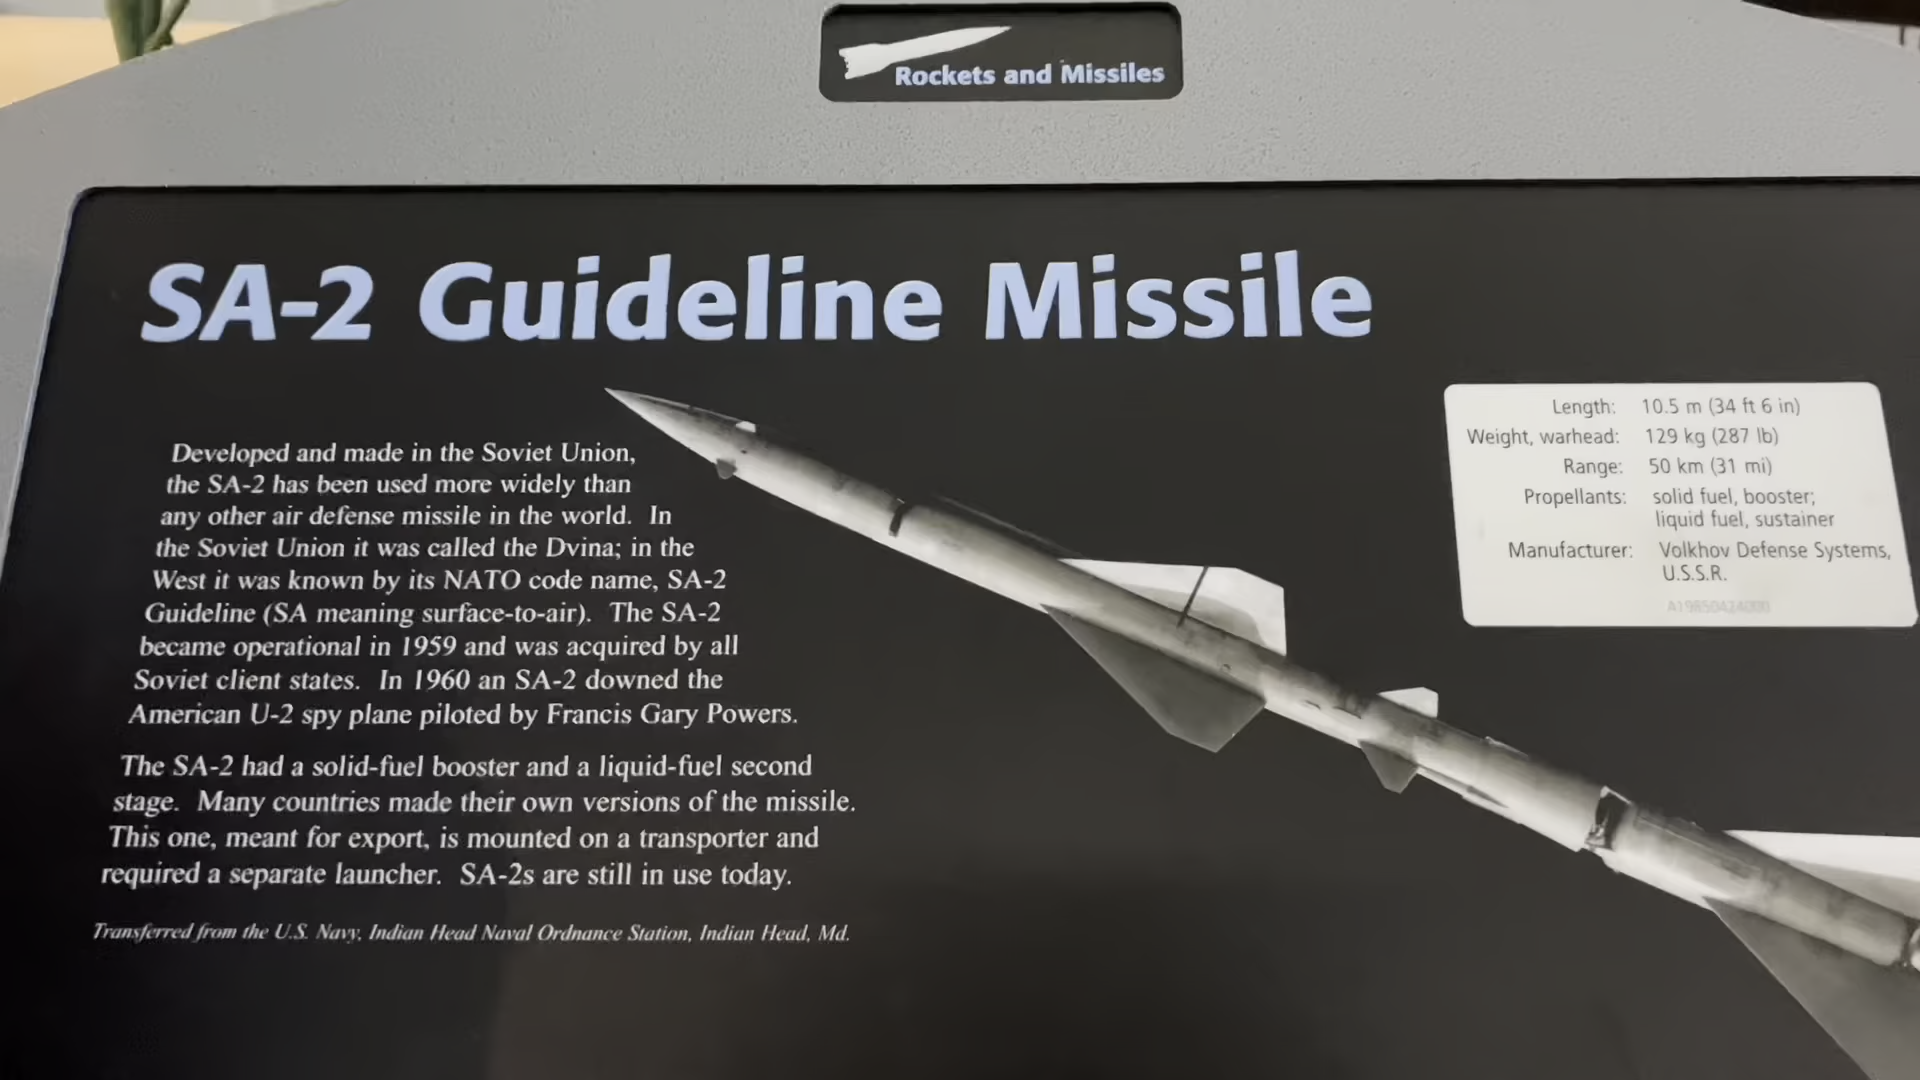 Rockets and Missiles
SA-2 Guideline Missile
Developed and made in the Soviet Union,
the SA-2 has been used more widely than
any other air defense missile in the world. In
the Soviet Union it was called the Dvina; in the
West it was known by its NATO code name, SA-2
Guideline (SA meaning surface-to-air). The SA-2
became operational in 1959 and was acquired by all
Soviet client states. In 1960 an SA-2 downed the
American U-2 spy plane piloted by Francis Gary Powers.
The SA-2 had a solid-fuel booster and a liquid-fuel second
stage. Many countries made their own versions of the missile.
This one, meant for export, is mounted on a transporter and
required a separate launcher. SA-2s are still in use today.
Transferred from the U.S. Navy, Indian Head Naval Ordnance Station, Indian Head, Md.
Length: 10.5 m (34 ft 6 in)
Weight, warhead: 129 kg (287 lb)
Range: 50 km (31 mi)
Propellants: solid fuel, booster;
liquid fuel, sustainer
Manufacturer: Volkhov Defense Systems,
U.S.S.R.
A19850424000